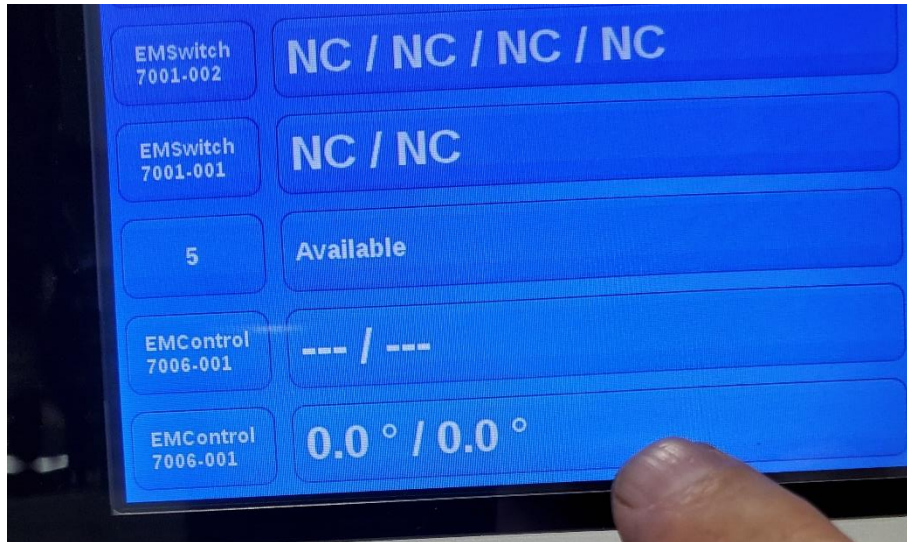 EMSwitch
7001-002
NC / NC / NC / NC
EMSwitch
7001-001
NC / NC
5
Available
EMControl
7006-001
--- / ---
EMControl
7006-001
0.0 ° / 0.0 °